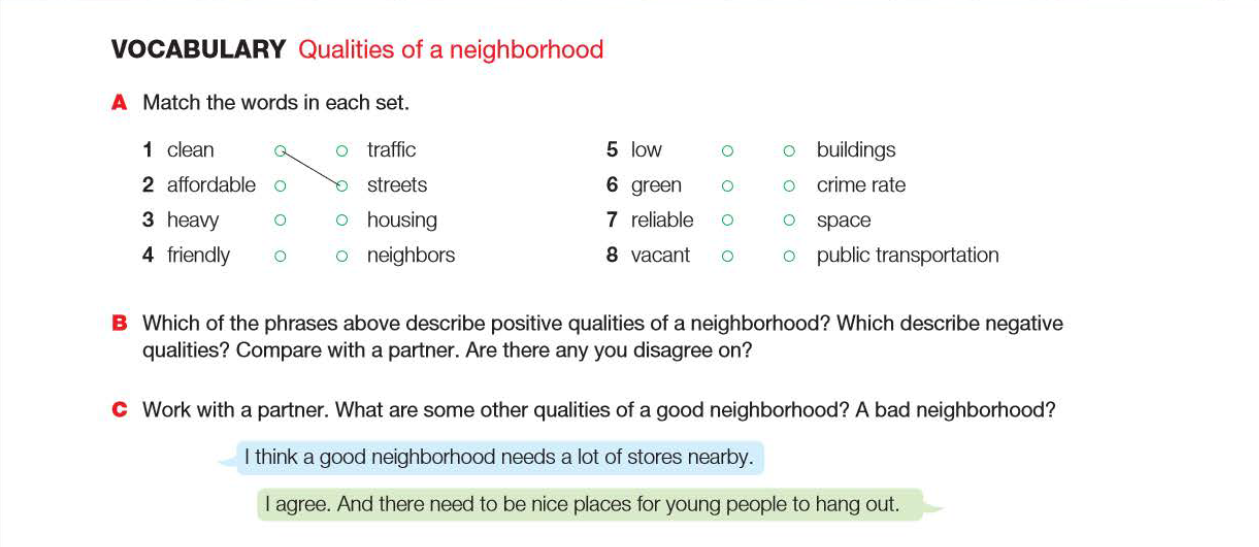 VOCABULARY Qualities of a neighborhood
A Match the words in each set.
1 clean traffic 5 low buildings
2 affordable streets 6 green crime rate
3 heavy housing 7 reliable space
4 friendly neighbors 8 vacant public transportation
B Which of the phrases above describe positive qualities of a neighborhood? Which describe negative
qualities? Compare with a partner. Are there any you disagree on?
C Work with a partner. What are some other qualities of a good neighborhood? A bad neighborhood?
I think a good neighborhood needs a lot of stores nearby.
I agree. And there need to be nice places for young people to hang out.